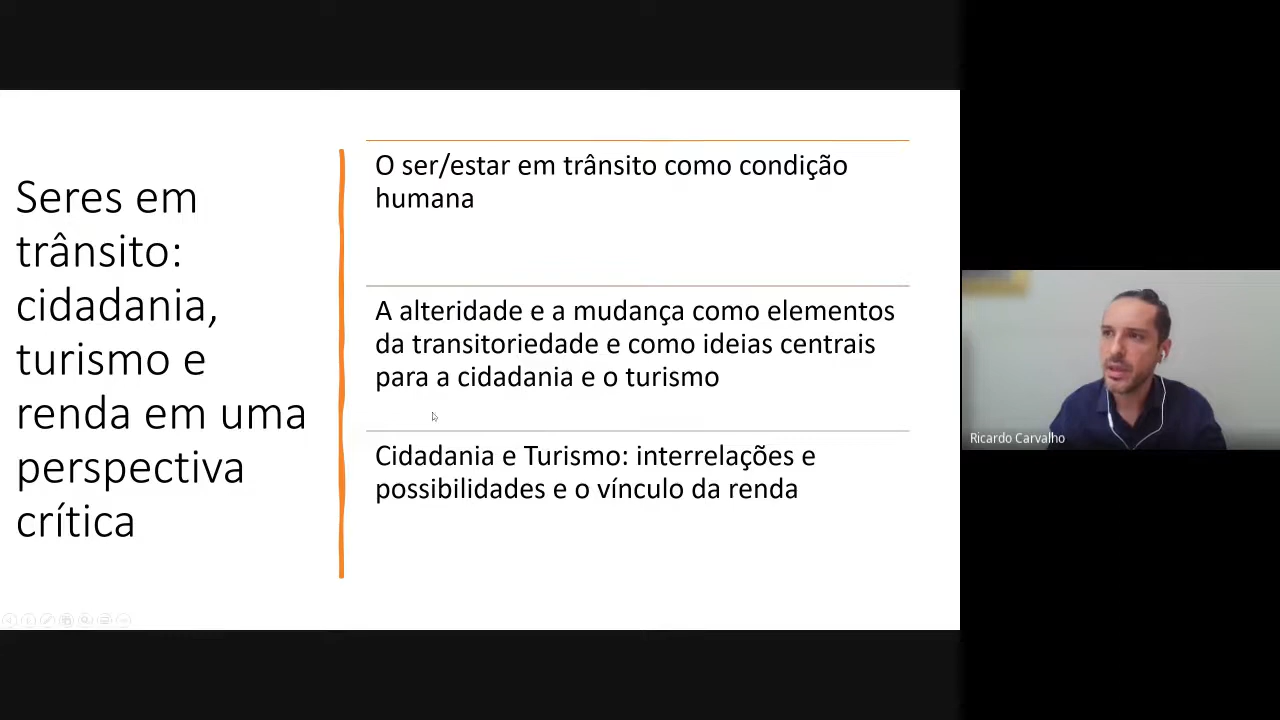 Seres em
trânsito:
cidadania,
turismo e
renda em uma
perspectiva
crítica
O ser/estar em trânsito como condição
humana
A alteridade e a mudança como elementos
da transitoriedade e como ideias centrais
para a cidadania e o turismo
Cidadania e Turismo: interrelações e
possibilidades e o vínculo da renda
Ricardo Carvalho